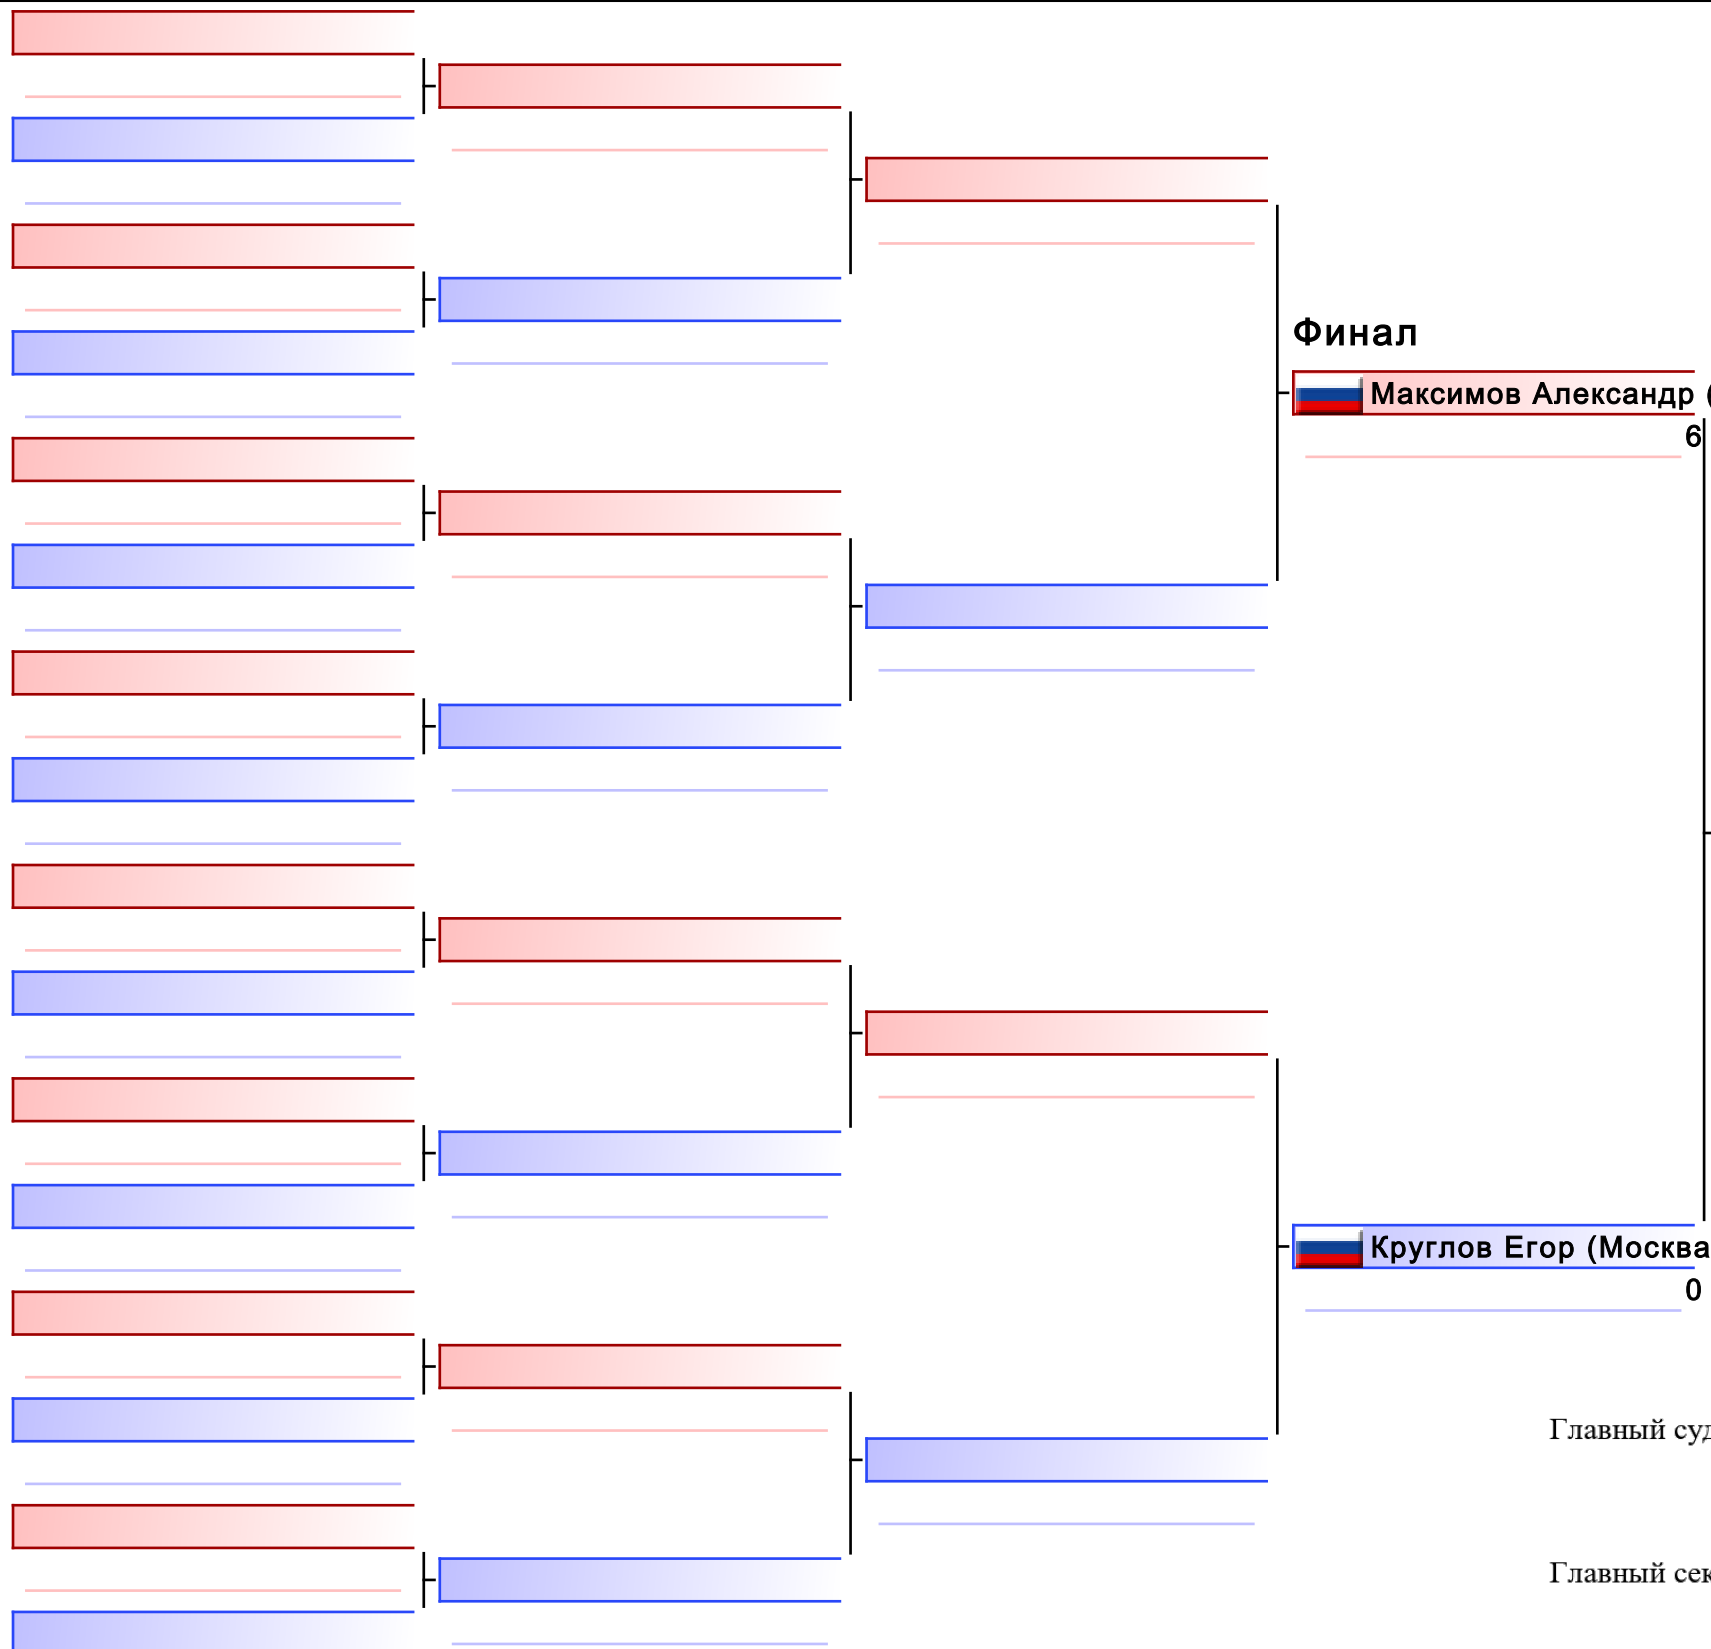 Финал
Максимов Александр (
6
Круглов Егор (Москва
0
Главный суд
Главный сек